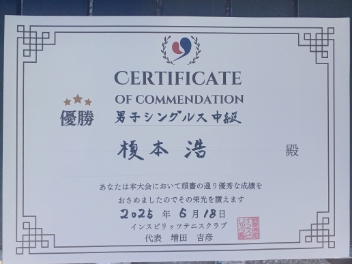 CERTIFICATE
OF COMMENDATION
優勝 男子シングルス中級
榎本 浩 殿
あなたは本大会において頭書の通り優秀な成績を
おさめましたのでその栄光を讃えます
2025 年 5 月 18 日
インスピリッツテニスクラブ
代表 増田 吉彦